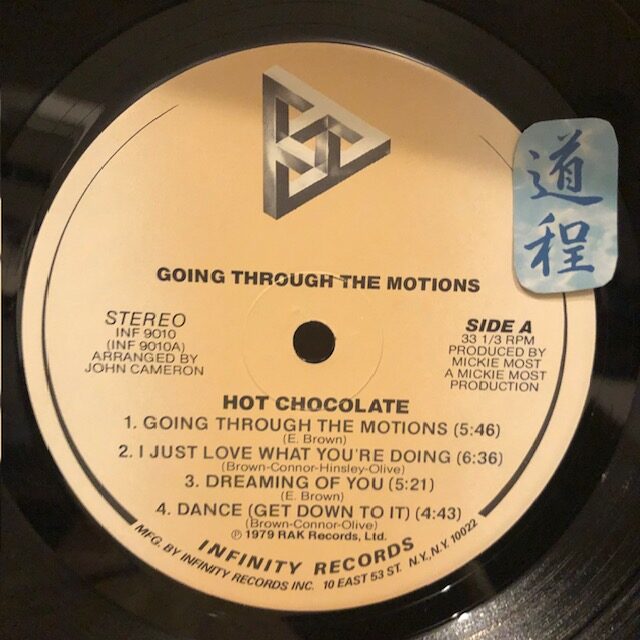 道程
GOING THROUGH THE MOTIONS
STEREO
INF 9010
(INF 9010A)
ARRANGED BY
JOHN CAMERON
SIDE A
33 1/3 RPM
PRODUCED BY
MICKIE MOST
A MICKIE MOST
PRODUCTION
HOT CHOCOLATE
1. GOING THROUGH THE MOTIONS (5:46)
(E. Brown)
2. I JUST LOVE WHAT YOU'RE DOING (6:36)
(Brown-Connor-Hinsley-Olive)
3. DREAMING OF YOU (5:21)
(E. Brown)
4. DANCE (GET DOWN TO IT) (4:43)
(Brown-Connor-Olive)
Ⓟ 1979 RAK Records, Ltd.
INFINITY RECORDS
MFG. BY INFINITY RECORDS INC. 10 EAST 53 ST. N.Y., N.Y. 10022